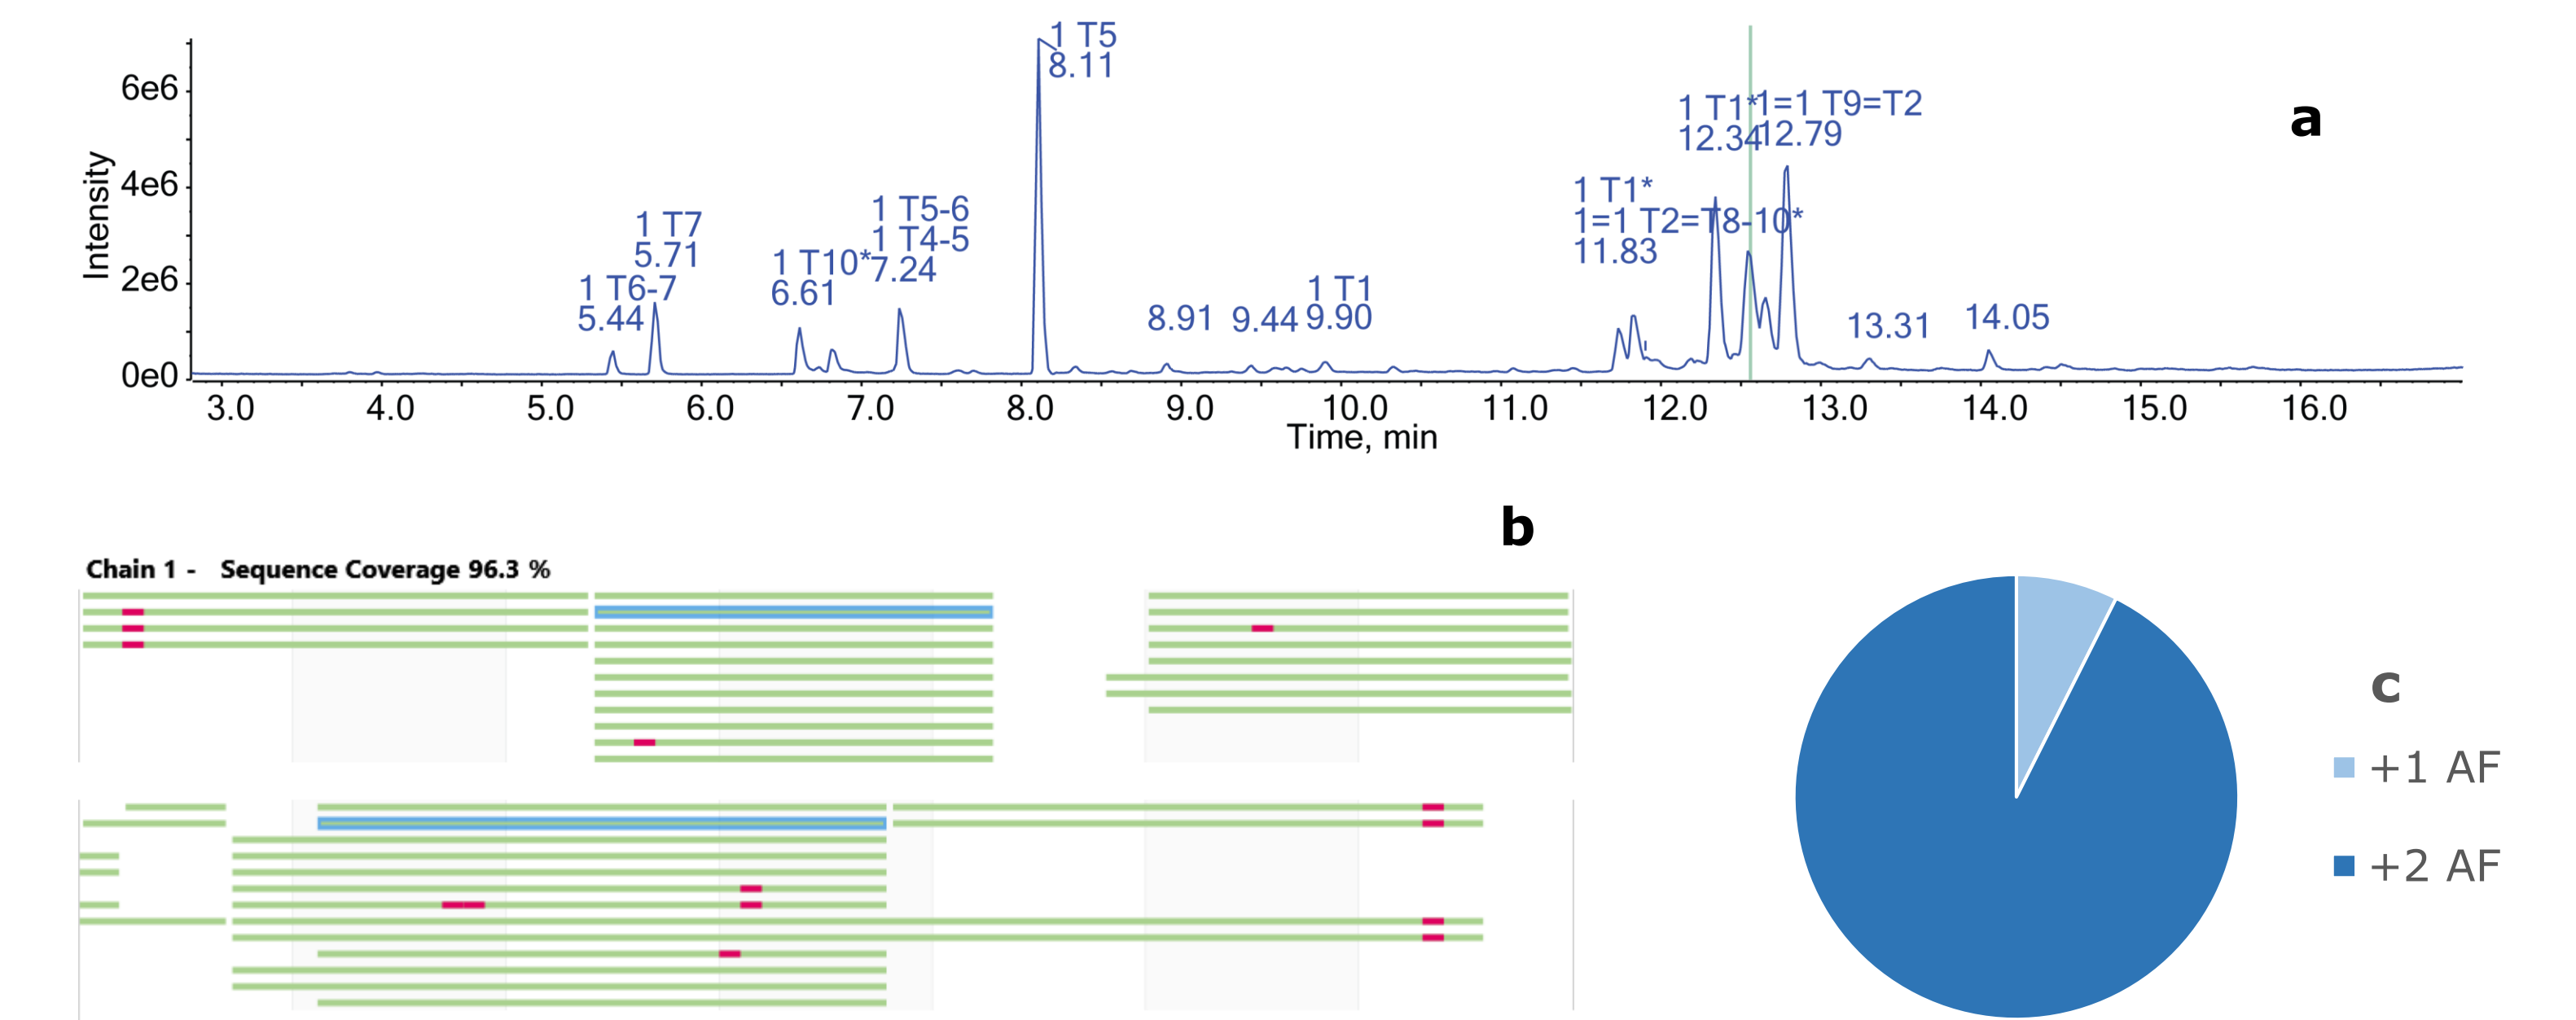 a
Intensity
6e6
4e6
2e6
0e0
1 T6-7
5.44
1 T7
5.71
1 T10*
6.61
1 T5-6
1 T4-5
7.24
1 T5
8.11
8.91
9.44
1 T1
9.90
1 T1*
1=1 T2=T8-10*
11.83
1 T1*
12.34
1=1 T9=T2
12.79
13.31
14.05
3.0 4.0 5.0 6.0 7.0 8.0 9.0 10.0 11.0 12.0 13.0 14.0 15.0 16.0
Time, min
b
Chain 1 - Sequence Coverage 96.3 %
c
+1 AF
+2 AF